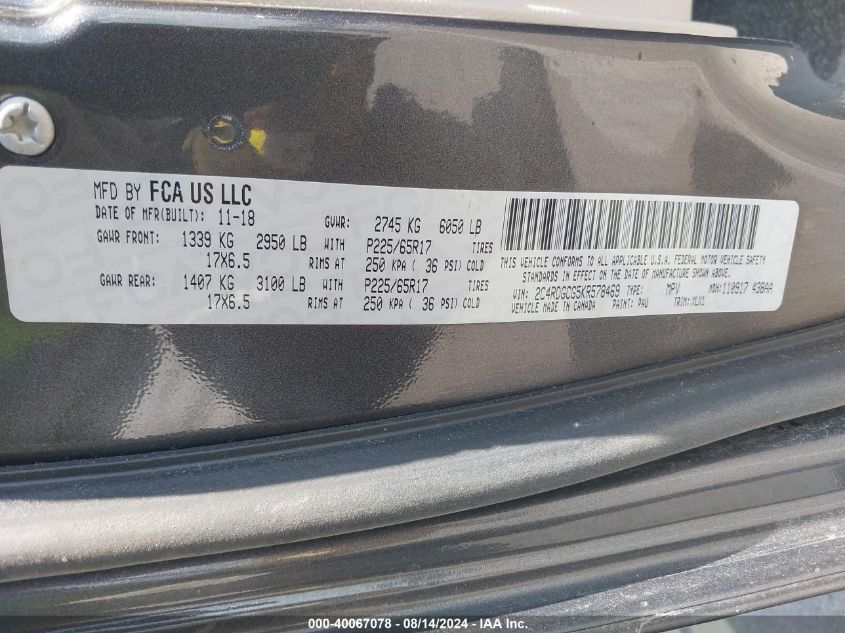 MFD BY FCA US LLC
DATE OF MFR(BUILT): 11-18 GVWR: 2745 KG 6050 LB
GAWR FRONT: 1339 KG 2950 LB WITH P225/65R17 TIRES
17X6.5 RIMS AT 250 KPA ( 36 PSI) COLD
GAWR REAR: 1407 KG 3100 LB WITH P225/65R17 TIRES
17X6.5 RIMS AT 250 KPA ( 36 PSI) COLD
THIS VEHICLE CONFORMS TO ALL APPLICABLE U.S.A. FEDERAL MOTOR VEHICLE SAFETY
STANDARDS IN EFFECT ON THE DATE OF MANUFACTURE SHOWN ABOVE.
VIN: 2C4RDGCG5KR578469 TYPE: MPV MDH: 110917 430AA
VEHICLE MADE IN CANADA PAINT: PAU TRIM:
000-40067078 - 08/14/2024 - IAA Inc.